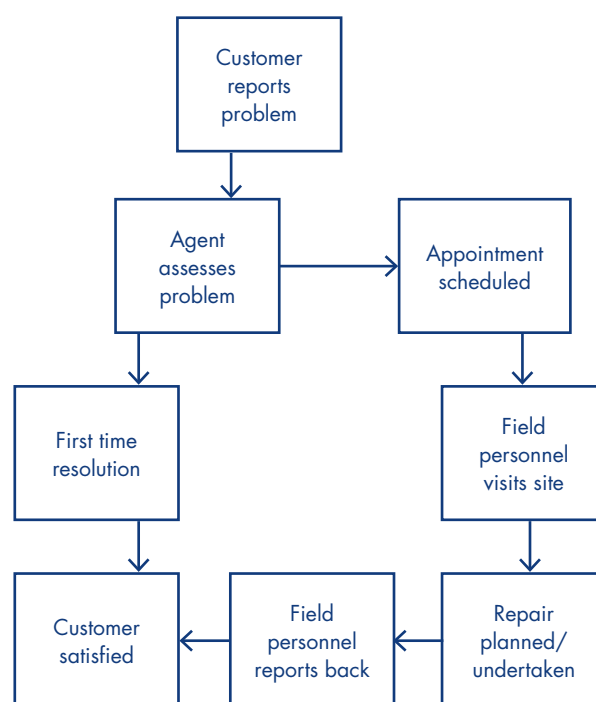 Customer
reports
problem
Agent
assesses
problem
Appointment
scheduled
First time
resolution
Field
personnel
visits site
Customer
satisfied
Field
personnel
reports back
Repair
planned/
undertaken